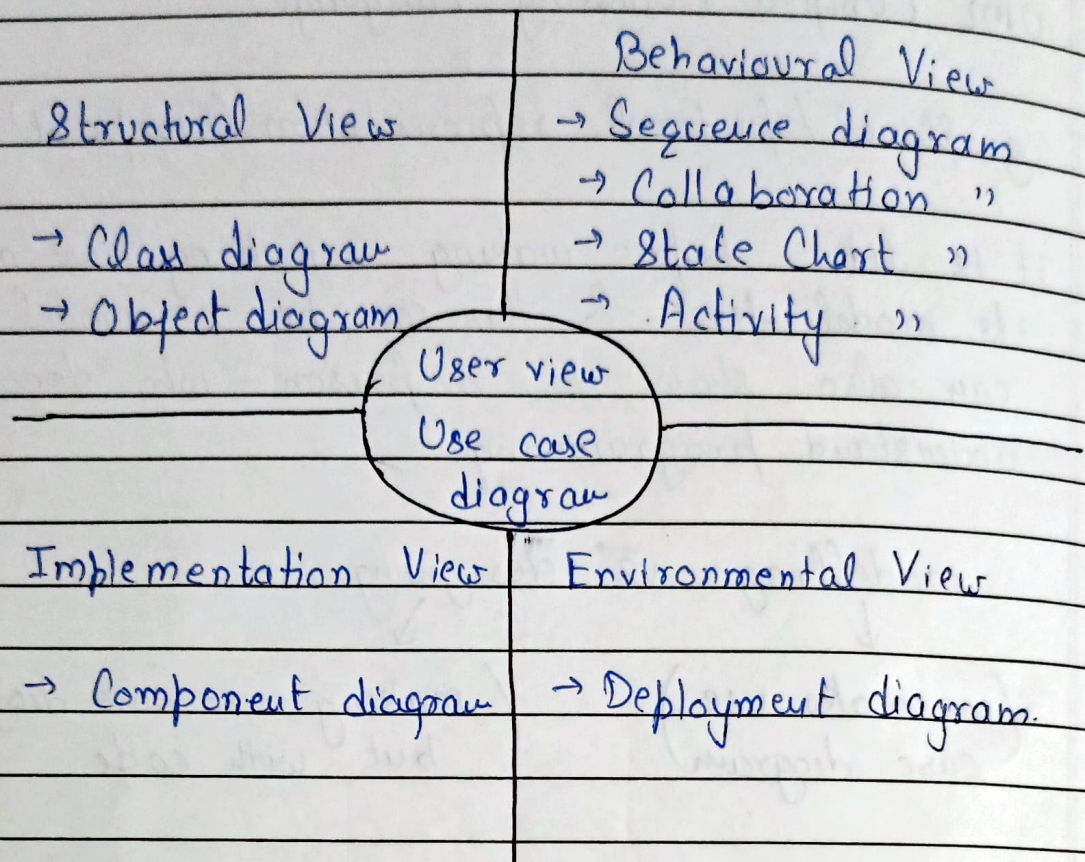 Structural View
→ Class diagram
→ Object diagram
Behavioural View
→ Sequence diagram
→ Collaboration "
→ State Chart "
→ Activity "
User view
Use case
diagram
Implementation View
→ Component diagram
Environmental View
→ Deployment diagram.